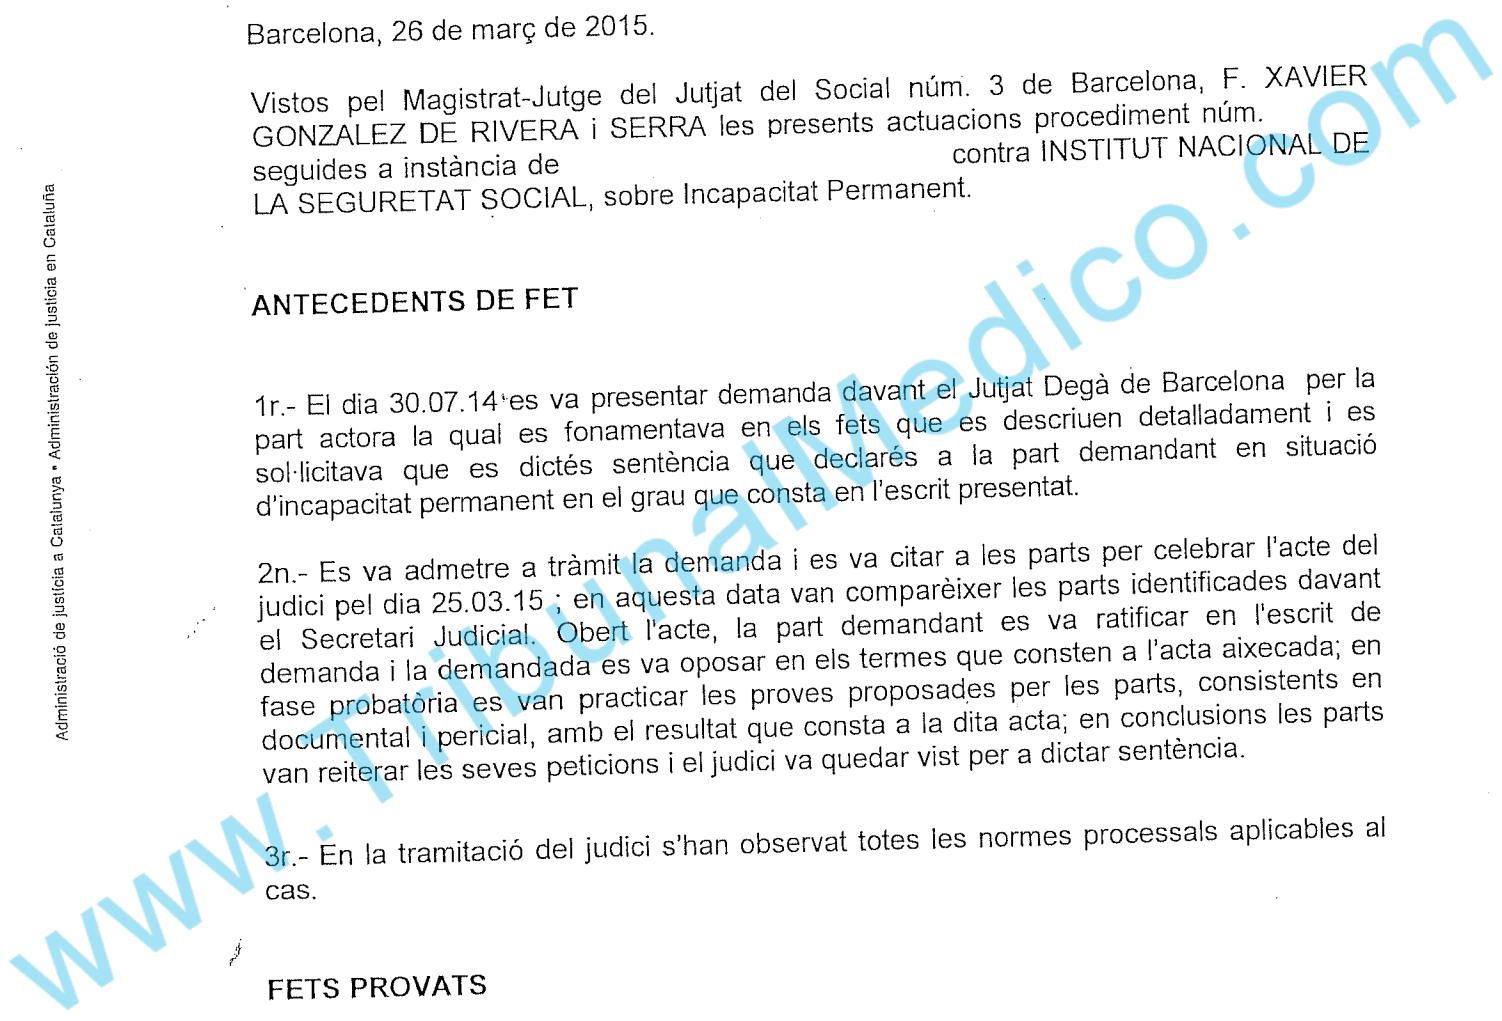 Barcelona, 26 de març de 2015.
Vistos pel Magistrat-Jutge del Jutjat del Social núm. 3 de Barcelona, F. XAVIER
GONZALEZ DE RIVERA i SERRA les presents actuacions procediment núm.
seguides a instància de contra INSTITUT NACIONAL DE
LA SEGURETAT SOCIAL, sobre Incapacitat Permanent.
ANTECEDENTS DE FET
1r.- El dia 30.07.14 es va presentar demanda davant el Jutjat Degà de Barcelona per la
part actora la qual es fonamentava en els fets que es descriuen detalladament i es
sol·licitava que es dictés sentència que declarés a la part demandant en situació
d'incapacitat permanent en el grau que consta en l'escrit presentat.
2n.- Es va admetre a tràmit la demanda i es va citar a les parts per celebrar l'acte del
judici pel dia 25.03.15 ; en aquesta data van comparèixer les parts identificades davant
el Secretari Judicial. Obert l'acte, la part demandant es va ratificar en l'escrit de
demanda i la demandada es va oposar en els termes que consten a l'acta aixecada; en
fase probatòria es van practicar les proves proposades per les parts, consistents en
documental i pericial, amb el resultat que consta a la dita acta; en conclusions les parts
van reiterar les seves peticions i el judici va quedar vist per a dictar sentència.
3r.- En la tramitació del judici s'han observat totes les normes processals aplicables al
cas.
FETS PROVATS
Administració de justícia a Catalunya • Administración de justicia en Cataluña
www.TribunalMedico.com